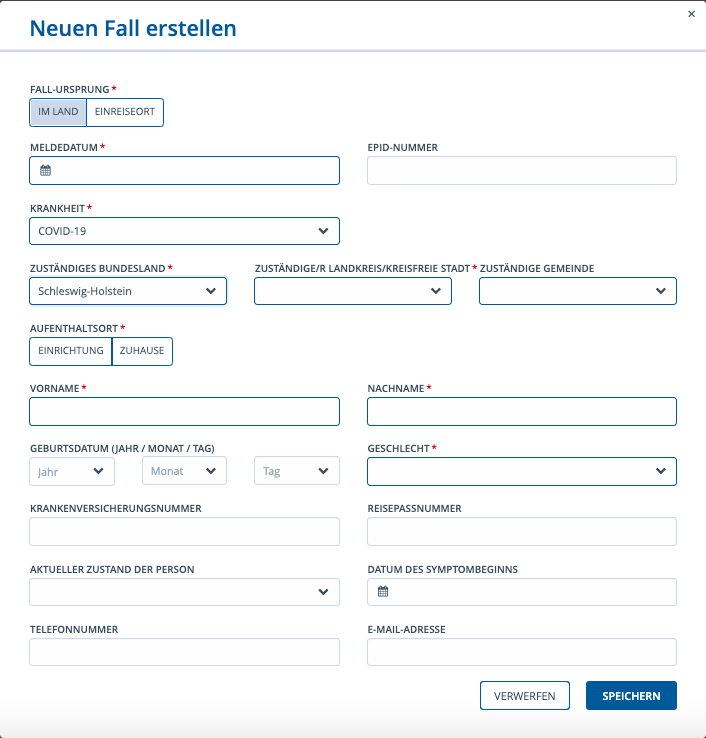 Neuen Fall erstellen
×
FALL-URSPRUNG *
IM LAND EINREISEORT
MELDEDATUM * EPID-NUMMER
KRANKHEIT *
COVID-19
ZUSTÄNDIGES BUNDESLAND * ZUSTÄNDIGE/R LANDKREIS/KREISFREIE STADT * ZUSTÄNDIGE GEMEINDE
Schleswig-Holstein
AUFENTHALTSORT *
EINRICHTUNG ZUHAUSE
VORNAME * NACHNAME *
GEBURTSDATUM (JAHR / MONAT / TAG) GESCHLECHT *
Jahr Monat Tag
KRANKENVERSICHERUNGSNUMMER REISEPASSNUMMER
AKTUELLER ZUSTAND DER PERSON DATUM DES SYMPTOMBEGINNS
TELEFONNUMMER E-MAIL-ADRESSE
VERWERFEN SPEICHERN